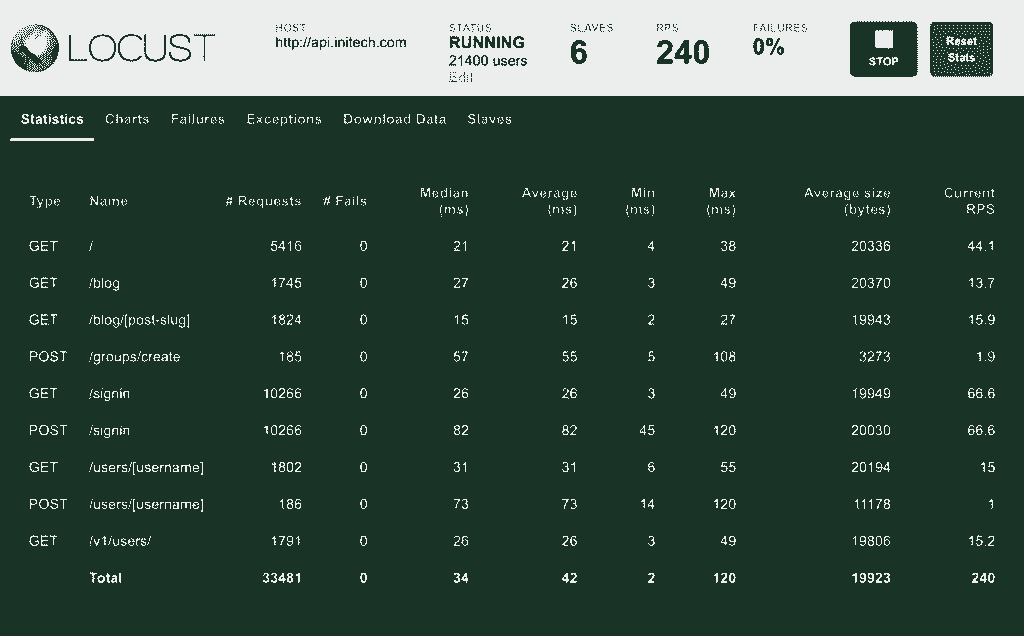 LOCUST
HOST
http://api.initech.com
STATUS
RUNNING
21400 users
Edit
SLAVES
6
RPS
240
FAILURES
0%
STOP
Reset
Stats
Statistics Charts Failures Exceptions Download Data Slaves
Type Name # Requests # Fails Median (ms) Average (ms) Min (ms) Max (ms) Average size (bytes) Current RPS
GET / 5416 0 21 21 4 38 20336 44.1
GET /blog 1745 0 27 26 3 49 20370 13.7
GET /blog/[post-slug] 1824 0 15 15 2 27 19943 15.9
POST /groups/create 185 0 57 55 5 108 3273 1.9
GET /signin 10266 0 26 26 3 49 19949 66.6
POST /signin 10266 0 82 82 45 120 20030 66.6
GET /users/[username] 1802 0 31 31 6 55 20194 15
POST /users/[username] 186 0 73 73 14 120 11178 1
GET /v1/users/ 1791 0 26 26 3 49 19806 15.2
Total 33481 0 34 42 2 120 19923 240